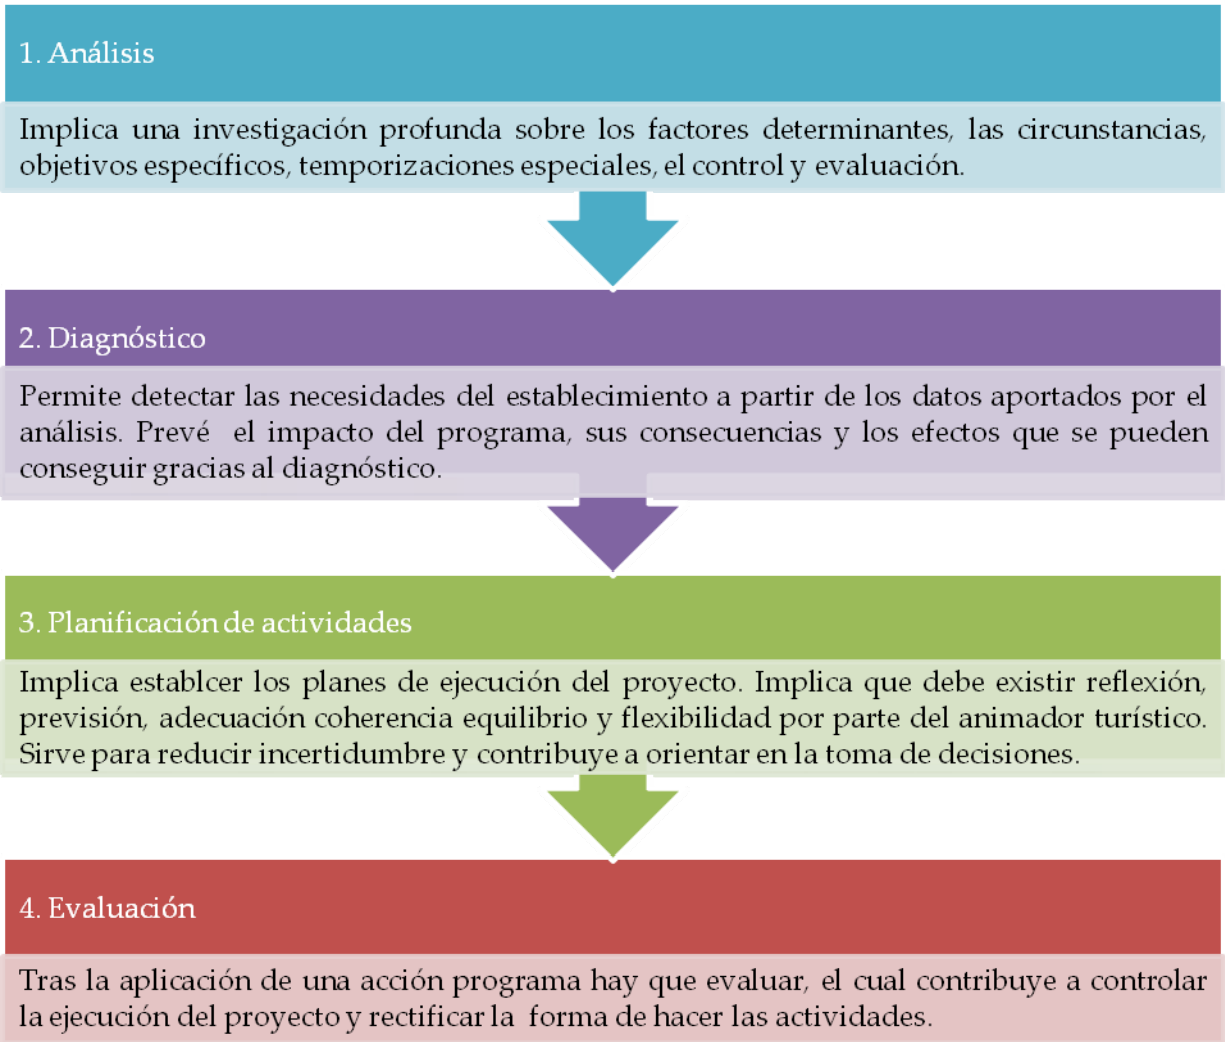 1. Análisis
Implica una investigación profunda sobre los factores determinantes, las circunstancias,
objetivos específicos, temporizaciones especiales, el control y evaluación.
2. Diagnóstico
Permite detectar las necesidades del establecimiento a partir de los datos aportados por el
análisis. Prevé el impacto del programa, sus consecuencias y los efectos que se pueden
conseguir gracias al diagnóstico.
3. Planificación de actividades
Implica establcer los planes de ejecución del proyecto. Implica que debe existir reflexión,
previsión, adecuación coherencia equilibrio y flexibilidad por parte del animador turístico.
Sirve para reducir incertidumbre y contribuye a orientar en la toma de decisiones.
4. Evaluación
Tras la aplicación de una acción programa hay que evaluar, el cual contribuye a controlar
la ejecución del proyecto y rectificar la forma de hacer las actividades.